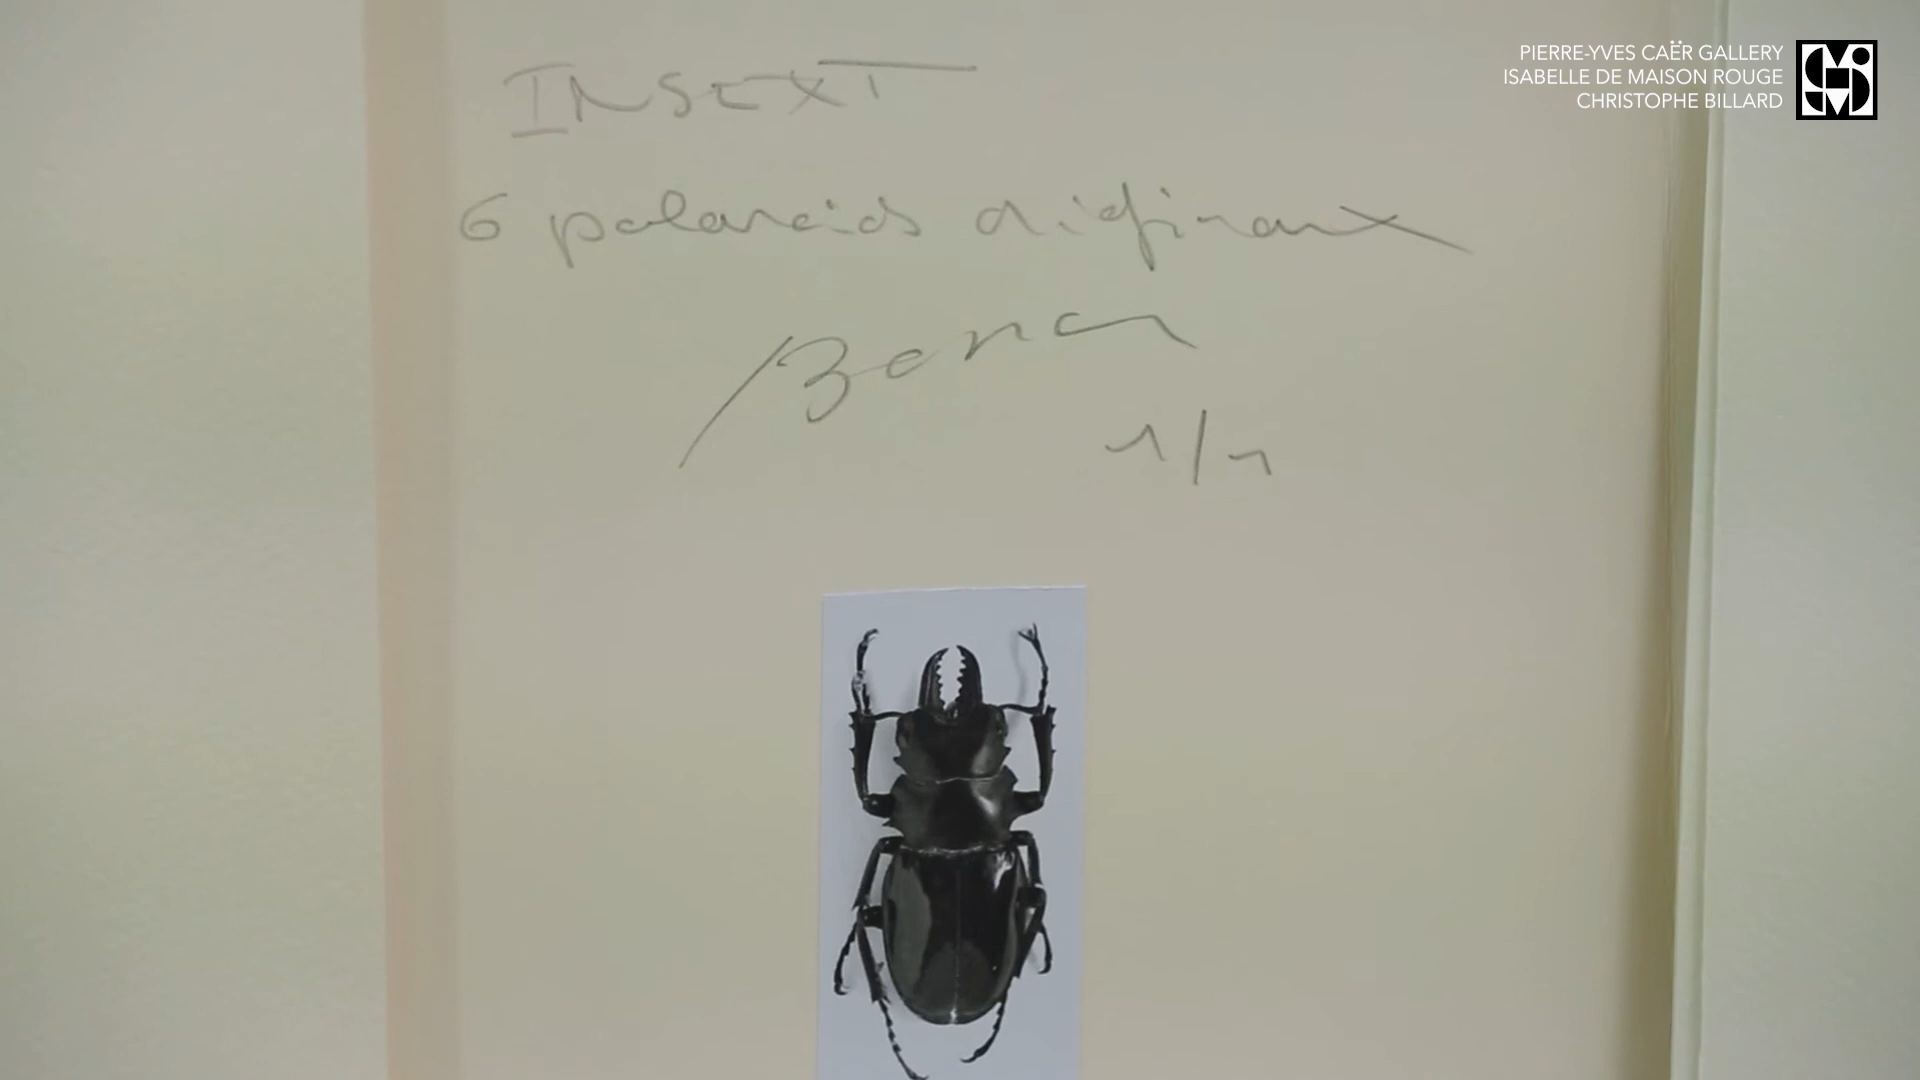 PIERRE-YVES CAËR GALLERY
ISABELLE DE MAISON ROUGE
CHRISTOPHE BILLARD
INSEXT
6 polaroids originaux
1/1